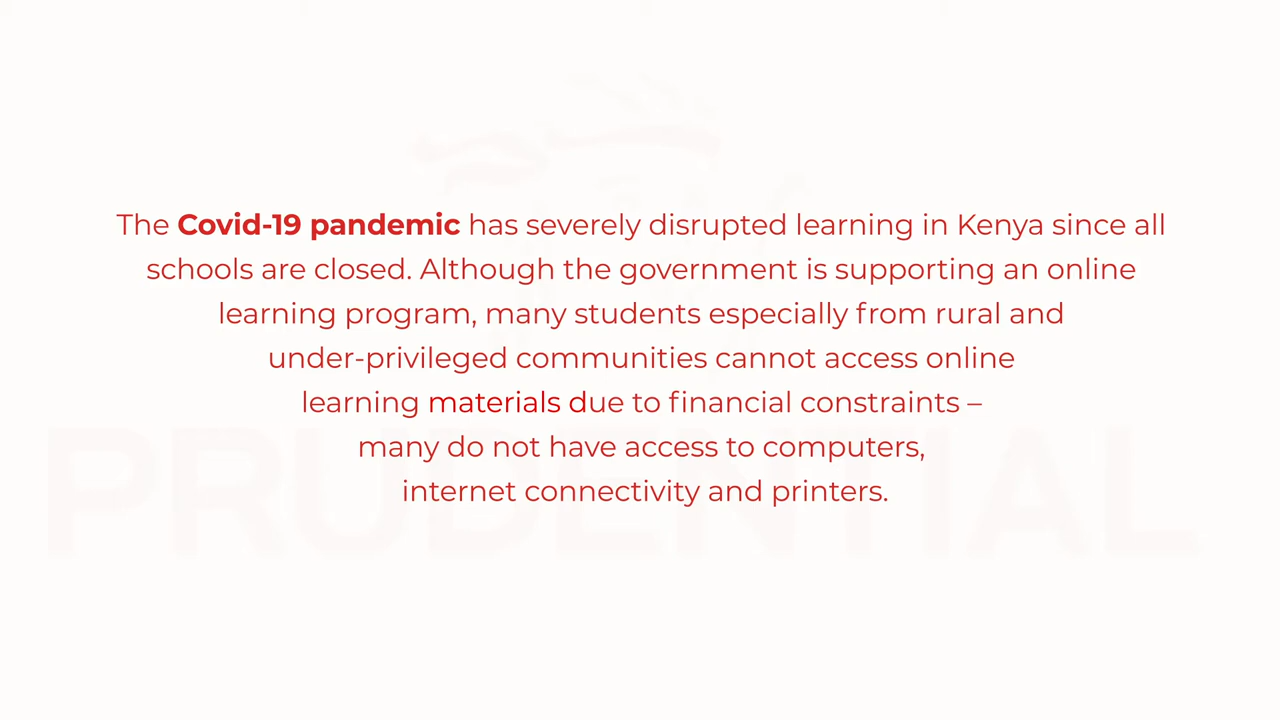 The Covid-19 pandemic has severely disrupted learning in Kenya since all
schools are closed. Although the government is supporting an online
learning program, many students especially from rural and
under-privileged communities cannot access online
learning materials due to financial constraints –
many do not have access to computers,
internet connectivity and printers.
PRUDENTIAL